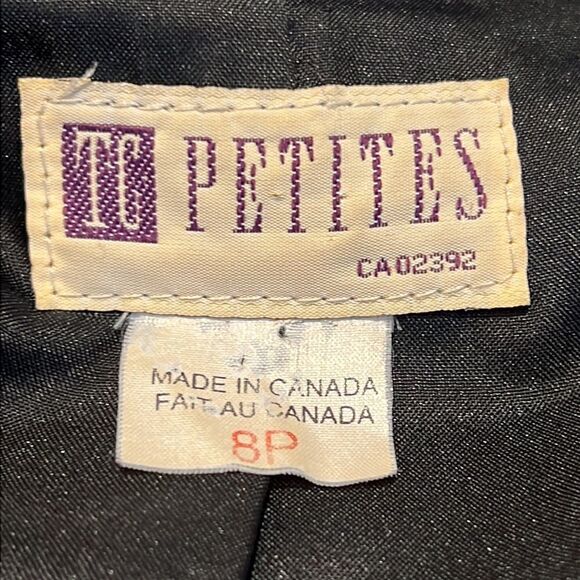 TC PETITES
CA02392
MADE IN CANADA
FAIT AU CANADA
8P